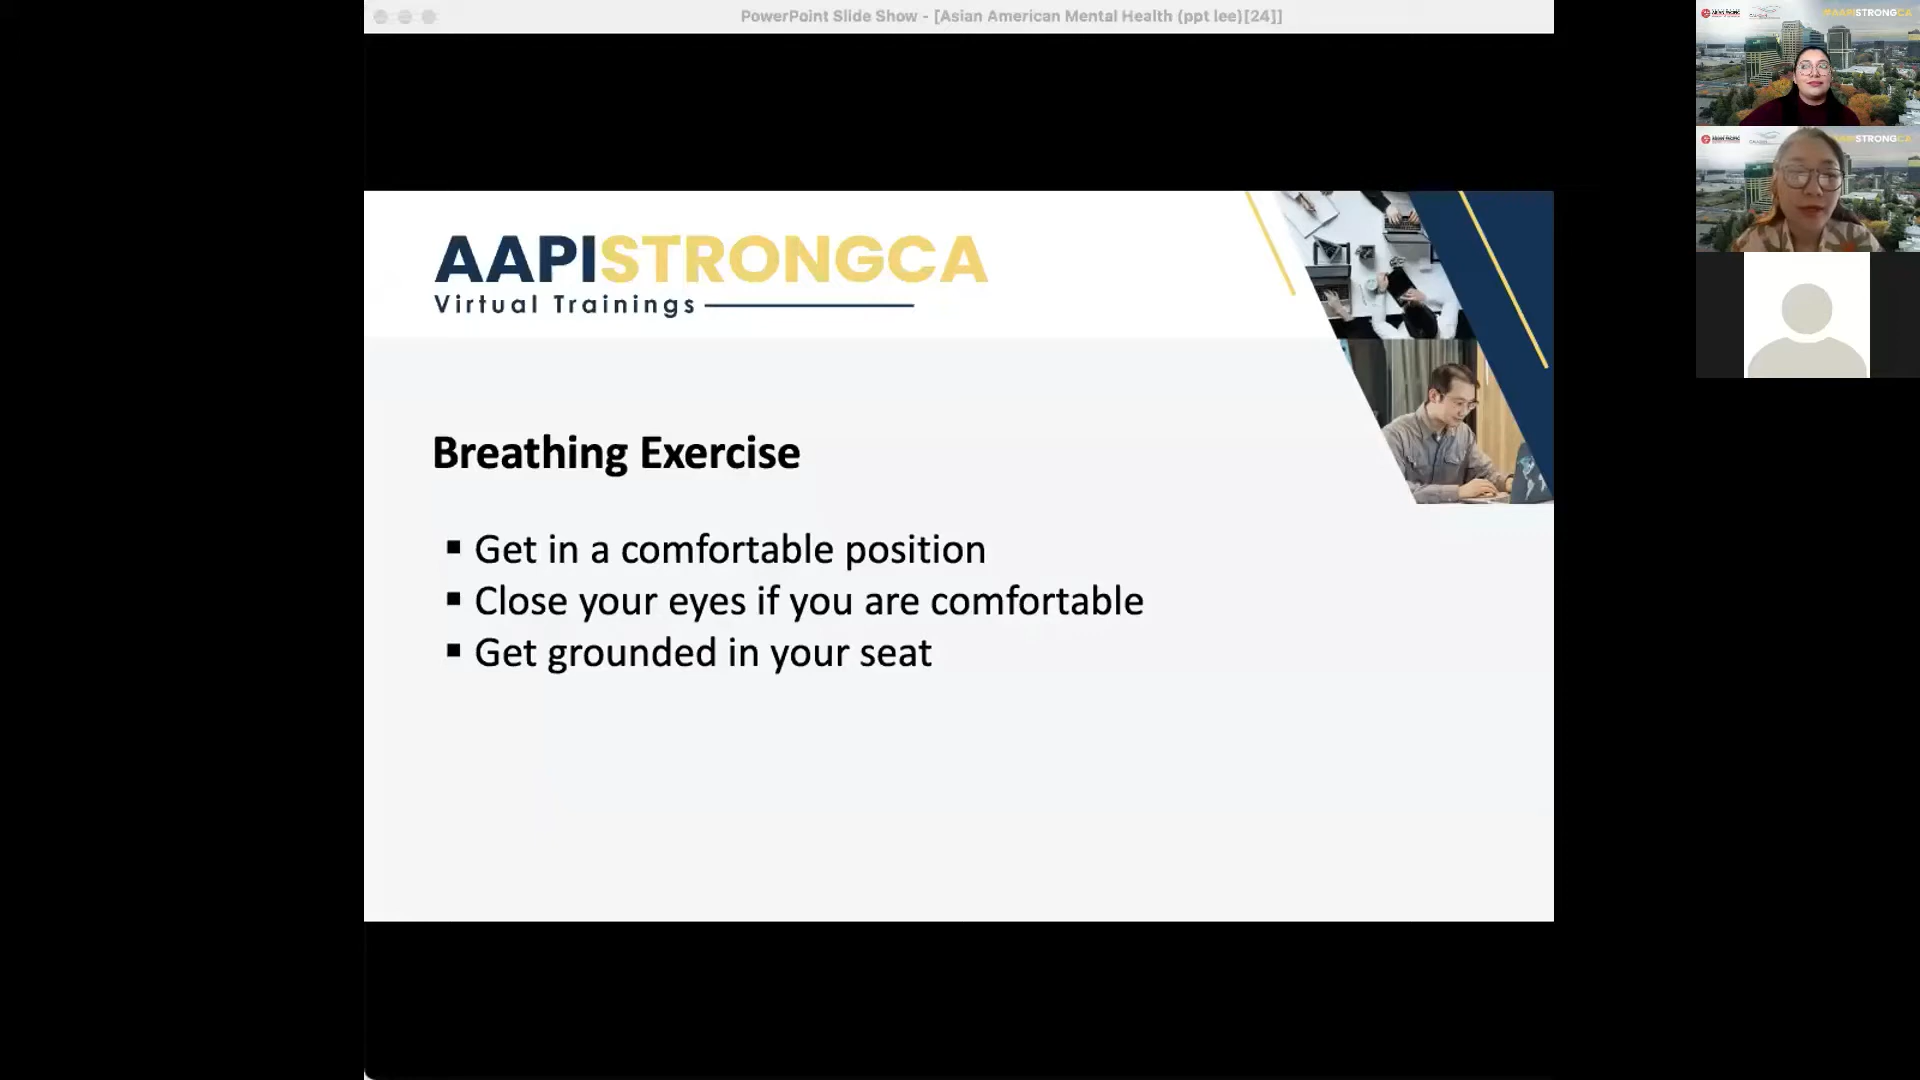 PowerPoint Slide Show - [Asian American Mental Health (ppt lee)[24]]
#AAPISTRONGCA
STRONGCA
AAPISTRONGCA
Virtual Trainings
Breathing Exercise
▪ Get in a comfortable position
▪ Close your eyes if you are comfortable
▪ Get grounded in your seat